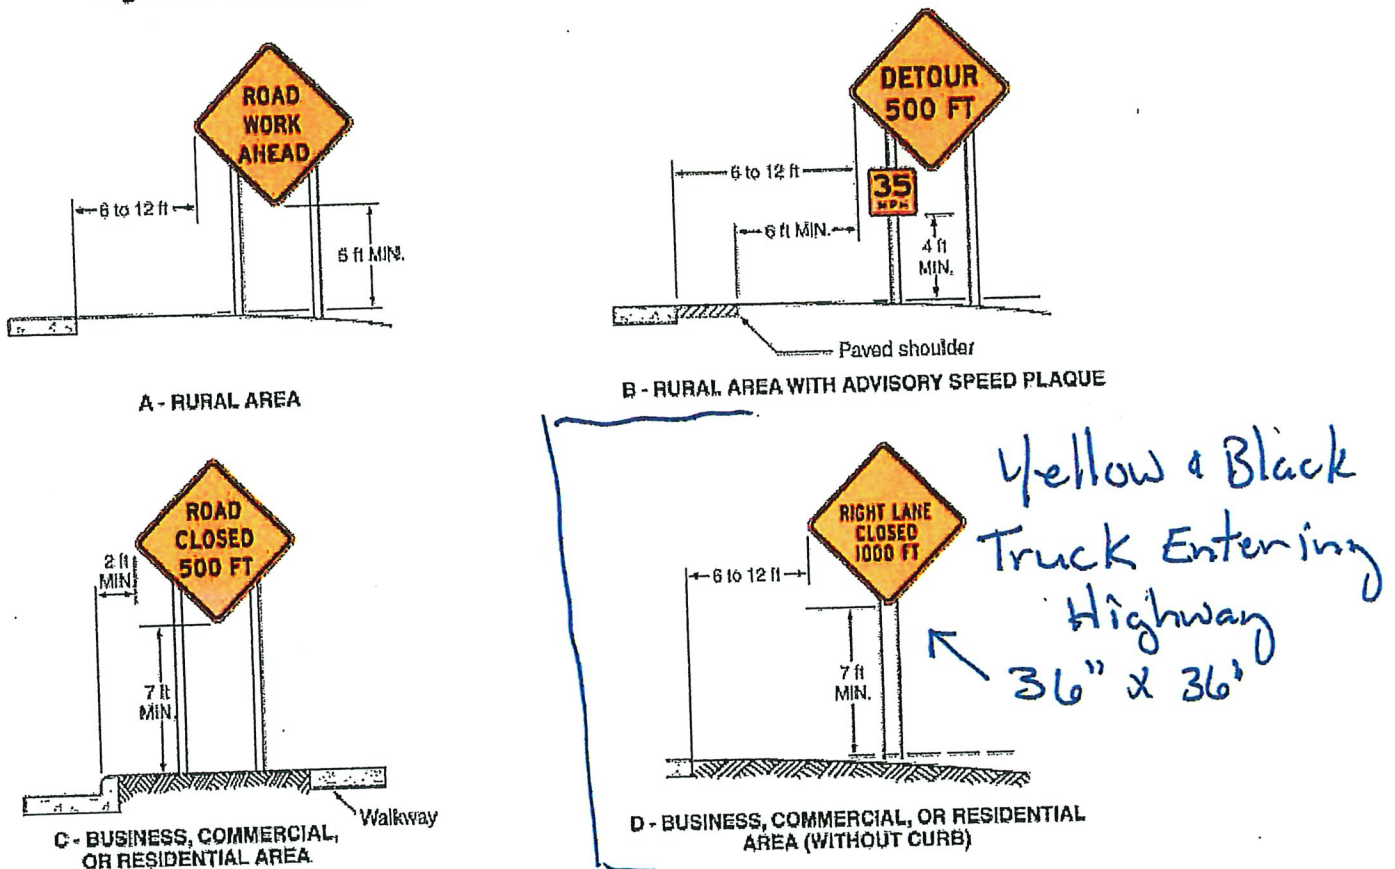 ROAD
WORK
AHEAD
6 to 12 ft
5 ft MIN.
A - RURAL AREA
DETOUR
500 FT
35
MPH
6 to 12 ft
6 ft MIN.
4 ft
MIN.
Paved shoulder
B - RURAL AREA WITH ADVISORY SPEED PLAQUE
ROAD
CLOSED
500 FT
2 ft
MIN.
7 ft
MIN.
Walkway
C - BUSINESS, COMMERCIAL,
OR RESIDENTIAL AREA
RIGHT LANE
CLOSED
1000 FT
6 to 12 ft
7 ft
MIN.
D - BUSINESS, COMMERCIAL, OR RESIDENTIAL
AREA (WITHOUT CURB)
Yellow & Black
Truck Entering
Highway
36" x 36"